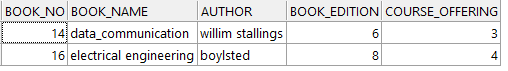 BOOK_NO BOOK_NAME AUTHOR BOOK_EDITION COURSE_OFFERING
14 data_communication willim stallings 6 3
16 electrical engineering boylsted 8 4